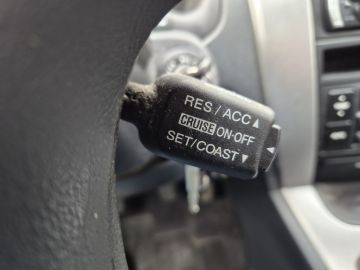 RES / ACC ▲
CRUISE ON·OFF ◀
SET/COAST ▼